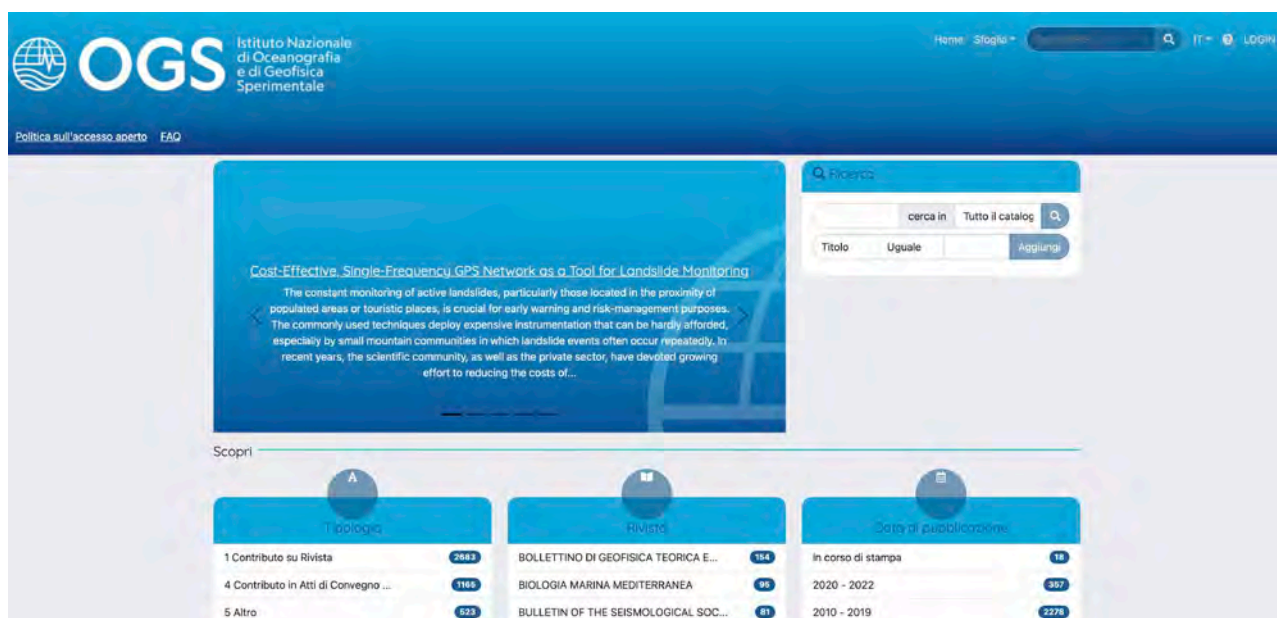 OGS
Istituto Nazionale
di Oceanografia
e di Geofisica
Sperimentale
Home Sfoglia IT LOGIN
Politica sull'accesso aperto FAQ
Ricerca
cerca in Tutto il catalog
Titolo Uguale Aggiungi
Cost-Effective, Single-Frequency GPS Network as a Tool for Landslide Monitoring
The constant monitoring of active landslides, particularly those located in the proximity of
populated areas or touristic places, is crucial for early warning and risk-management purposes.
The commonly used techniques deploy expensive instrumentation that can be hardly afforded,
especially by small mountain communities in which landslide events often occur repeatedly. In
recent years, the scientific community, as well as the private sector, have devoted growing
effort to reducing the costs of...
Scopri
A
Tipologia
1 Contributo su Rivista 2683
4 Contributo in Atti di Convegno ... 1165
5 Altro 523
Rivista
BOLLETTINO DI GEOFISICA TEORICA E... 154
BIOLOGIA MARINA MEDITERRANEA 95
BULLETIN OF THE SEISMOLOGICAL SOC... 81
Data di pubblicazione
In corso di stampa 18
2020 - 2022 357
2010 - 2019 2276